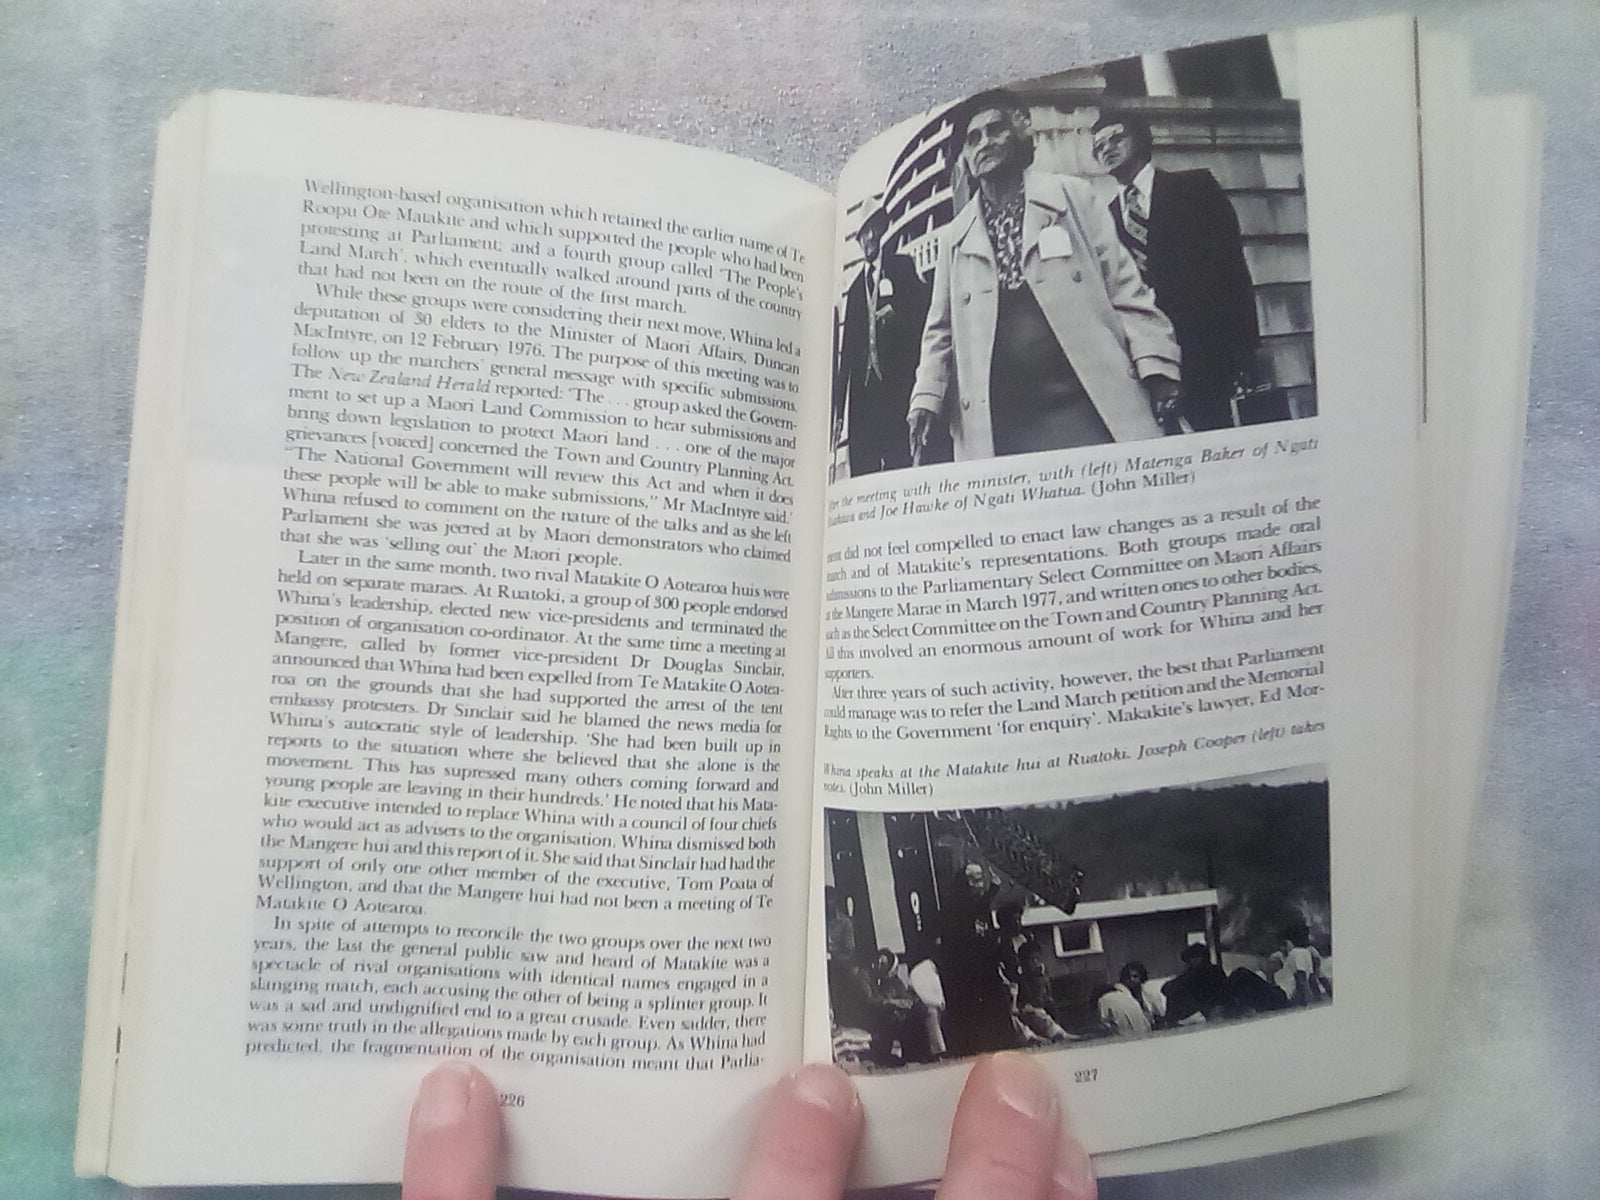 Wellington-based organisation which retained the earlier name of Te
Roopu Ote Matakite and which supported the people who had been
protesting at Parliament; and a fourth group called 'The People's
Land March', which eventually walked around parts of the country
that had not been on the route of the first march.
While these groups were considering their next move, Whina led a
deputation of 30 elders to the Minister of Maori Affairs, Duncan
MacIntyre, on 12 February 1976. The purpose of this meeting was to
follow up the marchers' general message with specific submissions.
The New Zealand Herald reported: 'The . . . group asked the Govern-
ment to set up a Maori Land Commission to hear submissions and
bring down legislation to protect Maori land . . . one of the major
grievances [voiced] concerned the Town and Country Planning Act.
"The National Government will review this Act and when it does
these people will be able to make submissions," Mr MacIntyre said.'
Whina refused to comment on the nature of the talks and as she left
Parliament she was jeered at by Maori demonstrators who claimed
that she was 'selling out' the Maori people.
Later in the same month, two rival Matakite O Aotearoa huis were
held on separate maraes. At Ruatoki, a group of 300 people endorsed
Whina's leadership, elected new vice-presidents and terminated the
position of organisation co-ordinator. At the same time a meeting at
Mangere, called by former vice-president Dr Douglas Sinclair,
announced that Whina had been expelled from Te Matakite O Aotea-
roa on the grounds that she had supported the arrest of the tent
embassy protesters. Dr Sinclair said he blamed the news media for
Whina's autocratic style of leadership. 'She had been built up in
reports to the situation where she believed that she alone is the
movement. This has supressed many others coming forward and
young people are leaving in their hundreds.' He noted that his Mata-
kite executive intended to replace Whina with a council of four chiefs
who would act as advisers to the organisation. Whina dismissed both
the Mangere hui and this report of it. She said that Sinclair had had the
support of only one other member of the executive, Tom Poata of
Wellington, and that the Mangere hui had not been a meeting of Te
Matakite O Aotearoa.
In spite of attempts to reconcile the two groups over the next two
years, the last the general public saw and heard of Matakite was a
spectacle of rival organisations with identical names engaged in a
slanging match, each accusing the other of being a splinter group. It
was a sad and undignified end to a great crusade. Even sadder, there
was some truth in the allegations made by each group. As Whina had
predicted, the fragmentation of the organisation meant that Parlia-
226
the meeting with the minister, with (left) Matenga Baker of Ngati
and Joe Hawke of Ngati Whatua. (John Miller)
ment did not feel compelled to enact law changes as a result of the
march and of Matakite's representations. Both groups made oral
submissions to the Parliamentary Select Committee on Maori Affairs
at the Mangere Marae in March 1977, and written ones to other bodies,
such as the Select Committee on the Town and Country Planning Act.
All this involved an enormous amount of work for Whina and her
supporters.
After three years of such activity, however, the best that Parliament
could manage was to refer the Land March petition and the Memorial
Rights to the Government 'for enquiry'. Makakite's lawyer, Ed Mor-
Whina speaks at the Matakite hui at Ruatoki. Joseph Cooper (left) takes
notes. (John Miller)
227